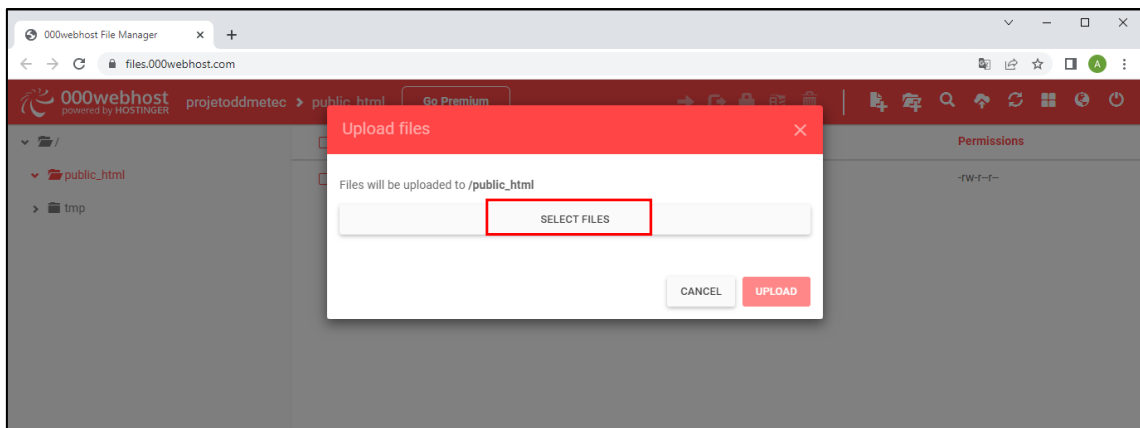 000webhost File Manager
files.000webhost.com
A
000webhost
powered by HOSTINGER
projetoddmetec > public_html
Go Premium
Upload files
/
Permissions
public_html
Files will be uploaded to /public_html
-rw-r--r--
tmp
SELECT FILES
CANCEL
UPLOAD